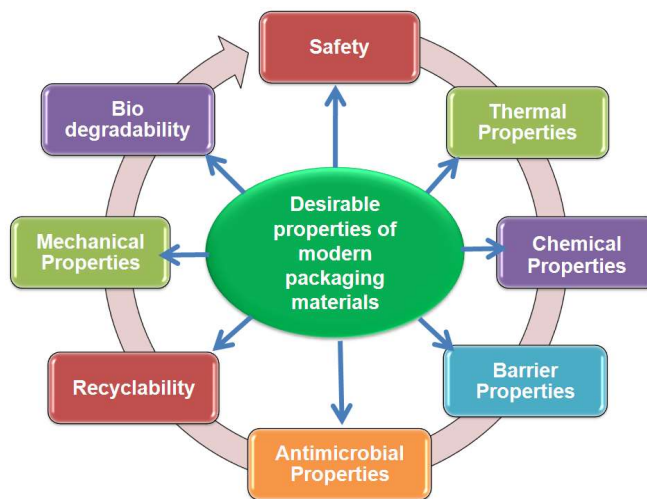 Safety
Thermal
Properties
Chemical
Properties
Barrier
Properties
Antimicrobial
Properties
Recyclability
Mechanical
Properties
Bio
degradability
Desirable
properties of
modern
packaging
materials